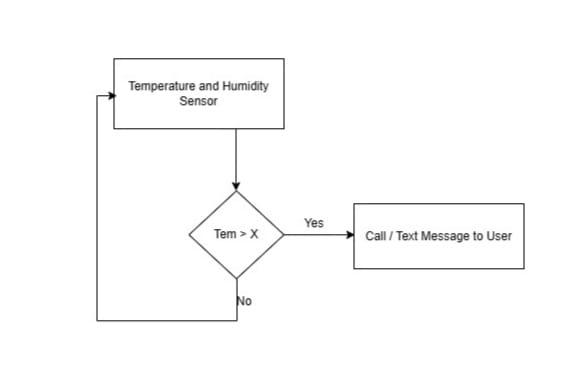 Temperature and Humidity
Sensor
Tem > X
Yes
Call / Text Message to User
No